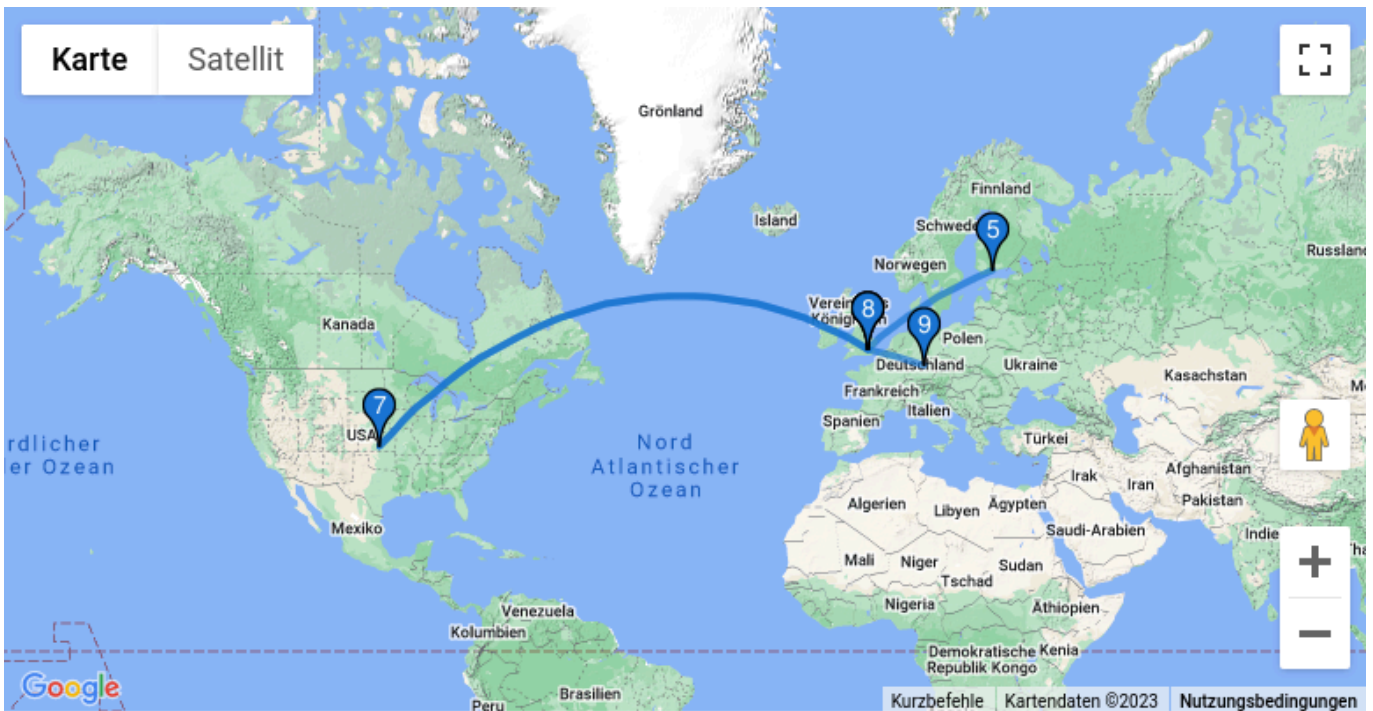 Karte
Satellit
Grönland
Finnland
Island
Russland
Norwegen
5
Kanada
8
9
Polen
Deutschland
Ukraine
Kasachstan
Frankreich
7
Italien
Spanien
USA
Türkei
Nord
Atlantischer
Ozean
Irak
Afghanistan
Iran
Pakistan
Algerien
Libyen
Ägypten
Saudi-Arabien
Mexiko
Mali
Niger
Sudan
Tschad
Nigeria
Äthiopien
Venezuela
Kolumbien
Demokratische
Republik Kongo
Kenia
Brasilien
Peru
Google
Kurzbefehle
Kartendaten ©2023
Nutzungsbedingungen